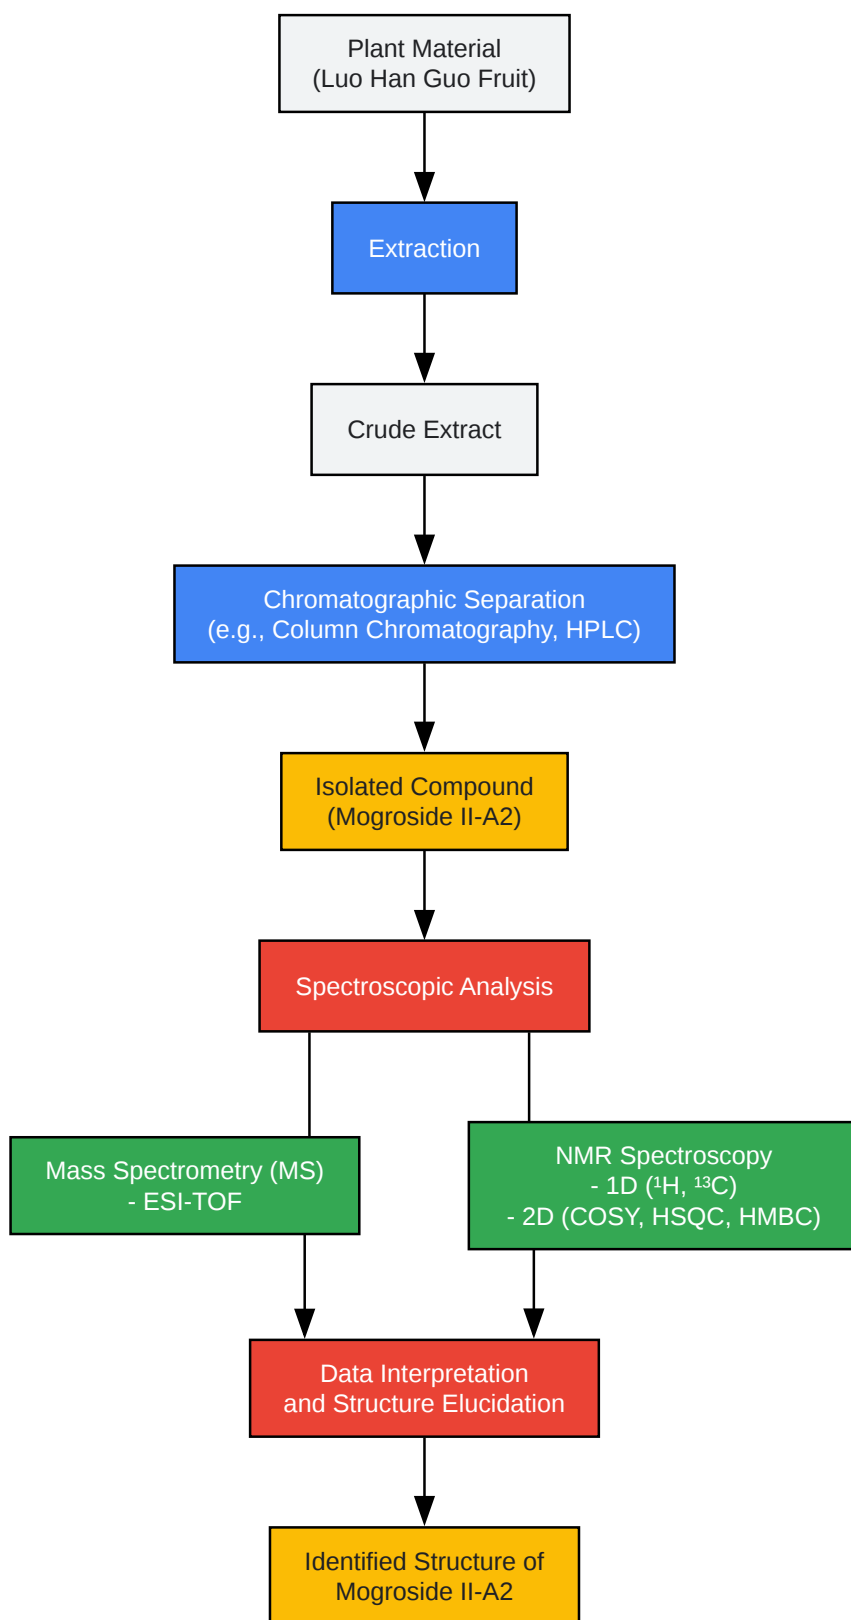 Plant Material
(Luo Han Guo Fruit)
Extraction
Crude Extract
Chromatographic Separation
(e.g., Column Chromatography, HPLC)
Isolated Compound
(Mogroside II-A2)
Spectroscopic Analysis
Mass Spectrometry (MS)
- ESI-TOF
NMR Spectroscopy
- 1D (¹H, ¹³C)
- 2D (COSY, HSQC, HMBC)
Data Interpretation
and Structure Elucidation
Identified Structure of
Mogroside II-A2